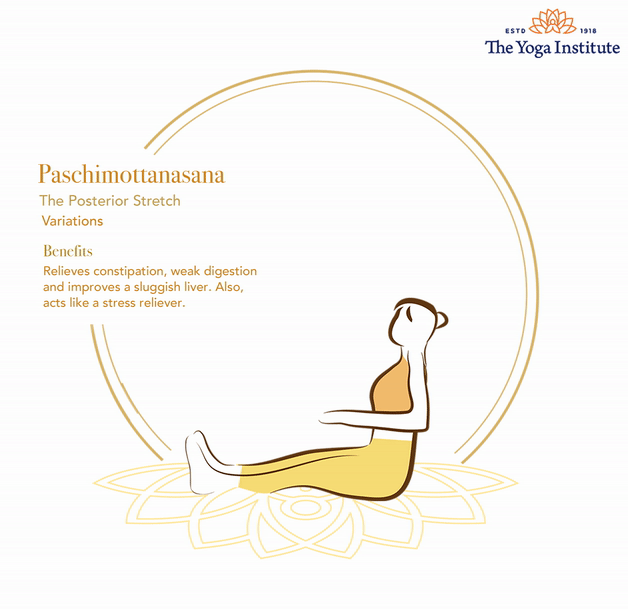 ESTD 1918
The Yoga Institute
Paschimottanasana
The Posterior Stretch
Variations
Benefits
Relieves constipation, weak digestion
and improves a sluggish liver. Also,
acts like a stress reliever.